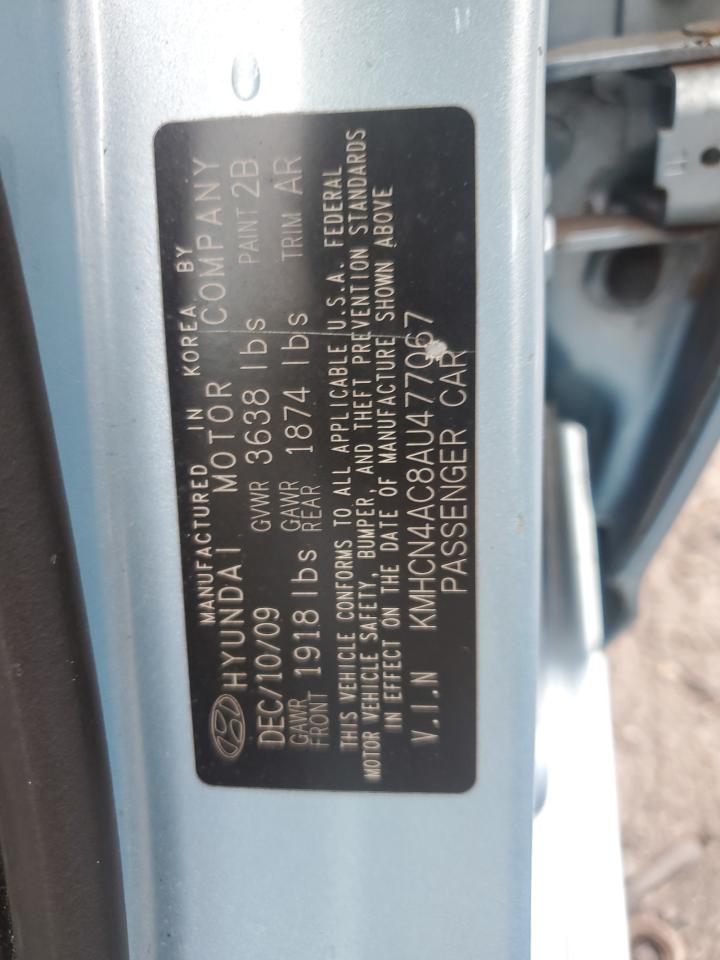 MANUFACTURED IN KOREA BY
HYUNDAI MOTOR COMPANY
DEC/10/09 GVWR 3638 lbs PAINT 2B
GAWR FRONT 1918 lbs GAWR REAR 1874 lbs TRIM AR
THIS VEHICLE CONFORMS TO ALL APPLICABLE U.S.A. FEDERAL
MOTOR VEHICLE SAFETY, BUMPER, AND THEFT PREVENTION STANDARDS
IN EFFECT ON THE DATE OF MANUFACTURE SHOWN ABOVE
V.I.N KMHCN4AC8AU477067
PASSENGER CAR